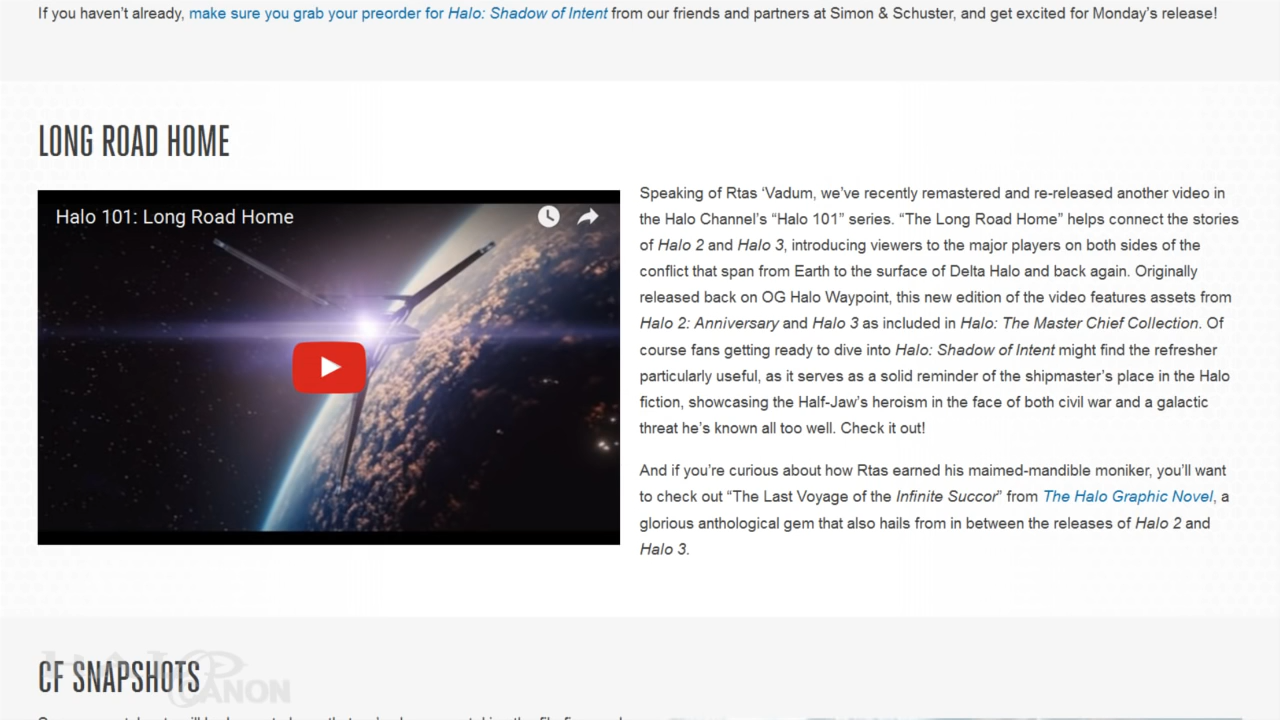 If you haven’t already, make sure you grab your preorder for Halo: Shadow of Intent from our friends and partners at Simon & Schuster, and get excited for Monday’s release!
LONG ROAD HOME
Halo 101: Long Road Home
Speaking of Rtas ‘Vadum, we’ve recently remastered and re-released another video in
the Halo Channel’s “Halo 101” series. “The Long Road Home” helps connect the stories
of Halo 2 and Halo 3, introducing viewers to the major players on both sides of the
conflict that span from Earth to the surface of Delta Halo and back again. Originally
released back on OG Halo Waypoint, this new edition of the video features assets from
Halo 2: Anniversary and Halo 3 as included in Halo: The Master Chief Collection. Of
course fans getting ready to dive into Halo: Shadow of Intent might find the refresher
particularly useful, as it serves as a solid reminder of the shipmaster’s place in the Halo
fiction, showcasing the Half-Jaw’s heroism in the face of both civil war and a galactic
threat he’s known all too well. Check it out!
And if you’re curious about how Rtas earned his maimed-mandible moniker, you’ll want
to check out “The Last Voyage of the Infinite Succor” from The Halo Graphic Novel, a
glorious anthological gem that also hails from in between the releases of Halo 2 and
Halo 3.
CF SNAPSHOTS
HALO
CANON